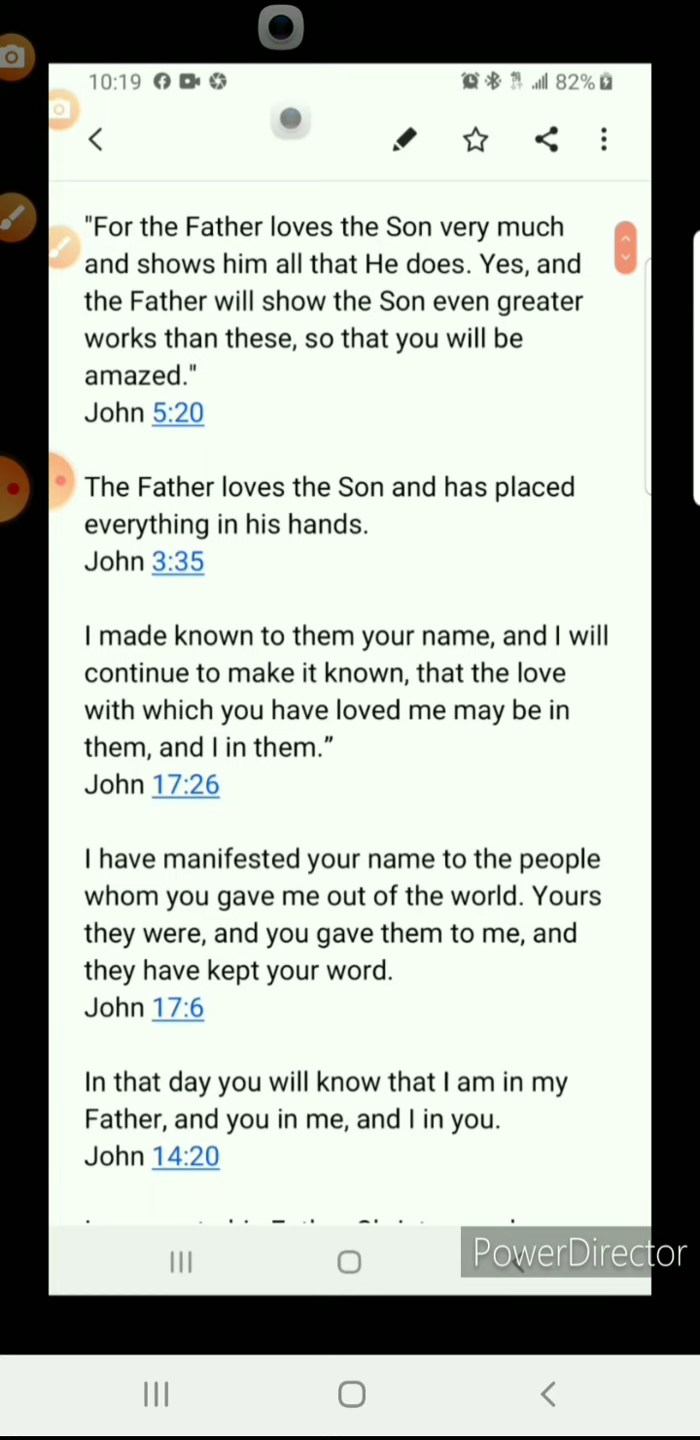 10:19
82%
"For the Father loves the Son very much
and shows him all that He does. Yes, and
the Father will show the Son even greater
works than these, so that you will be
amazed."
John 5:20
The Father loves the Son and has placed
everything in his hands.
John 3:35
I made known to them your name, and I will
continue to make it known, that the love
with which you have loved me may be in
them, and I in them.”
John 17:26
I have manifested your name to the people
whom you gave me out of the world. Yours
they were, and you gave them to me, and
they have kept your word.
John 17:6
In that day you will know that I am in my
Father, and you in me, and I in you.
John 14:20
PowerDirector